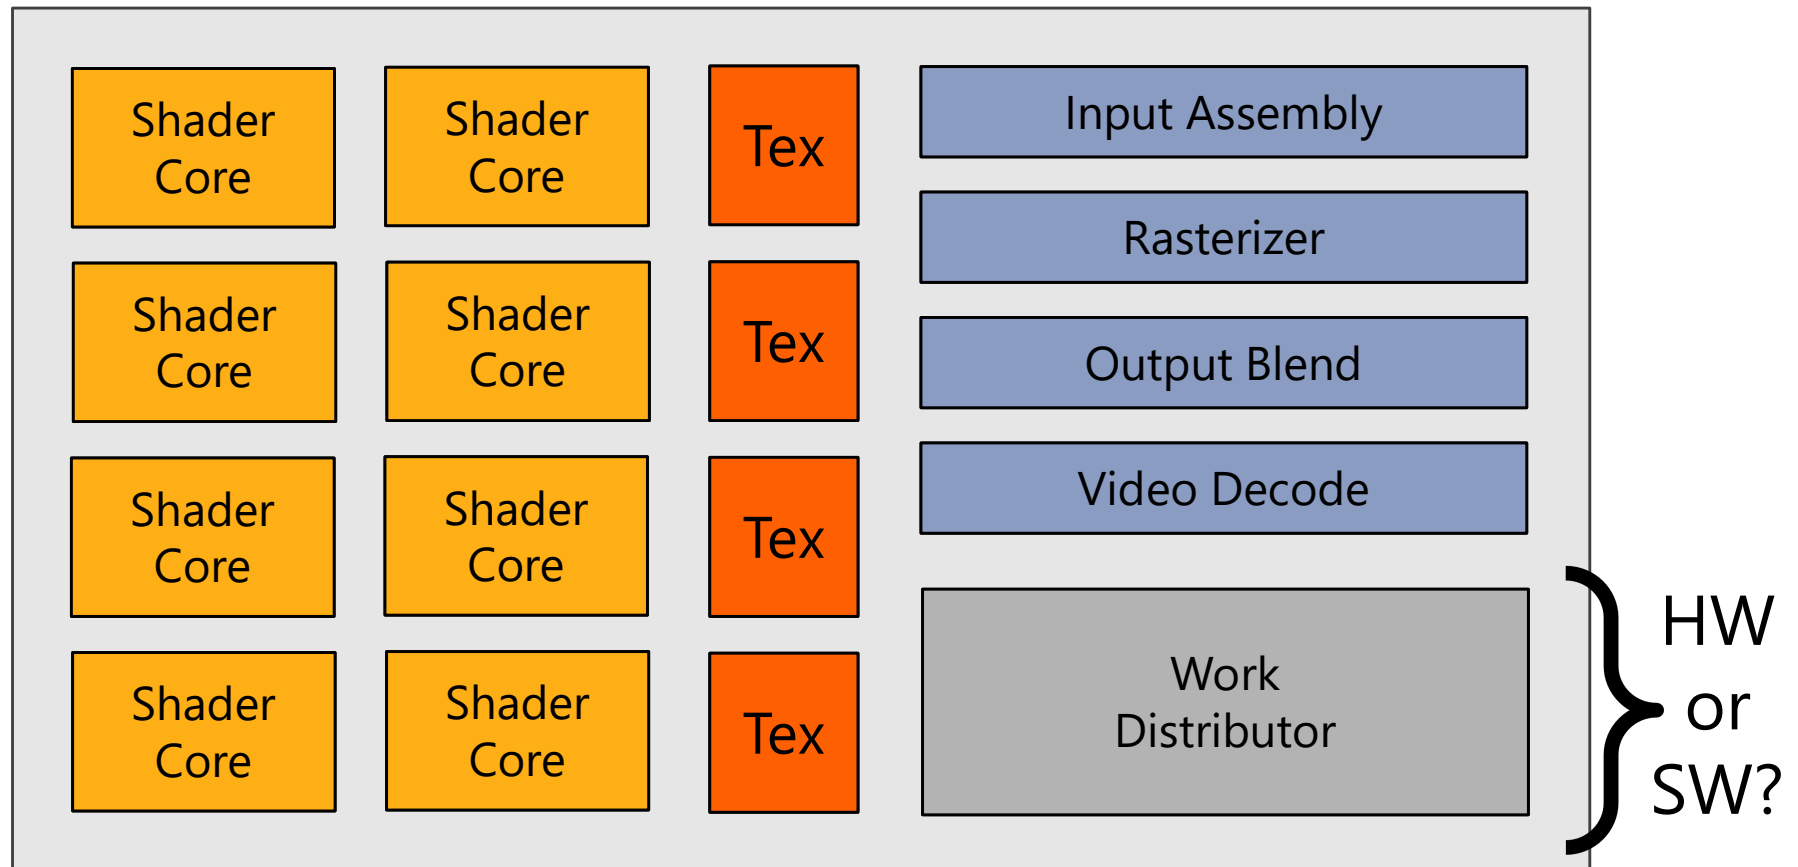 Shader
Core
Shader
Core
Tex
Shader
Core
Shader
Core
Tex
Shader
Core
Shader
Core
Tex
Shader
Core
Shader
Core
Tex
Input Assembly
Rasterizer
Output Blend
Video Decode
Work
Distributor
HW
or
SW?